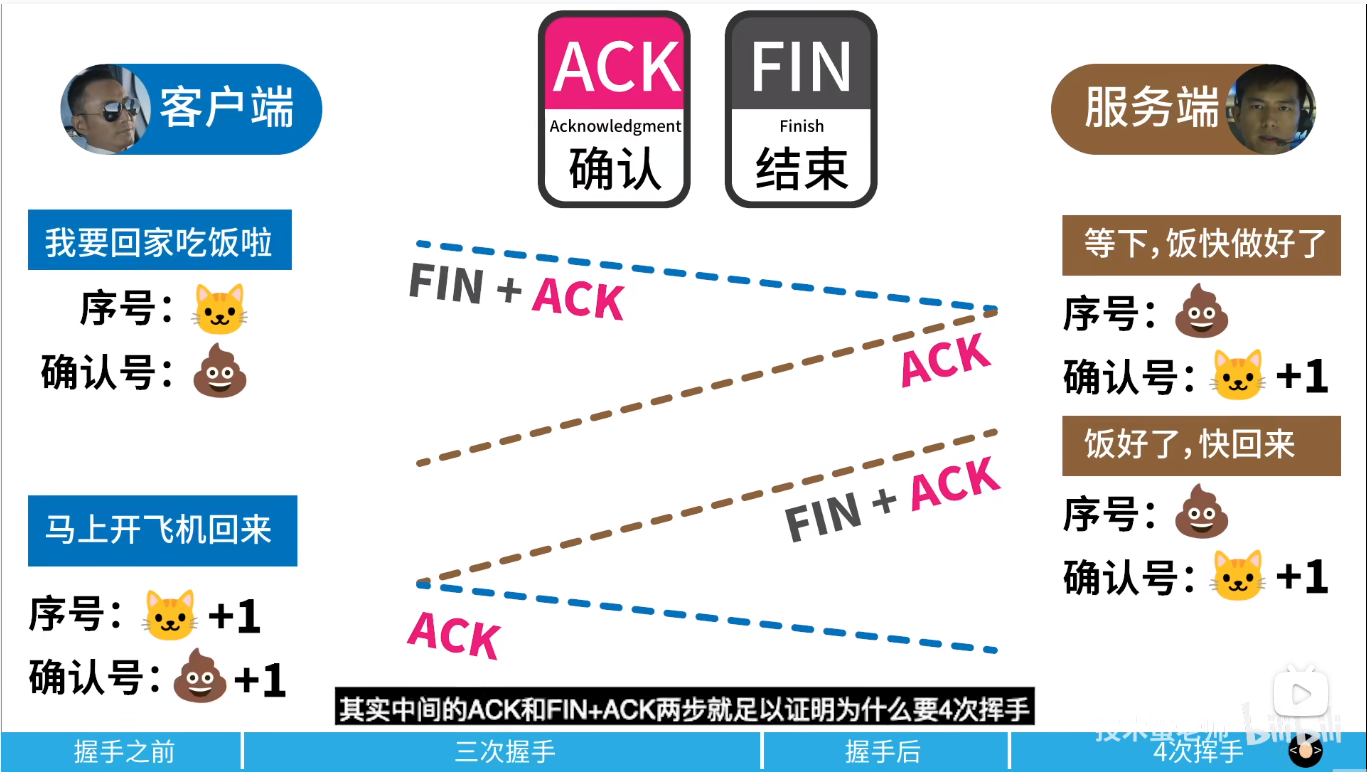 ACK
Acknowledgment
确认
FIN
Finish
结束
客户端
服务端
我要回家吃饭啦
序号：
确认号：
FIN + ACK
等下，饭快做好了
序号：
确认号： +1
ACK
饭好了，快回来
序号：
确认号： +1
FIN + ACK
马上开飞机回来
序号： +1
确认号： +1
ACK
其实中间的ACK和FIN+ACK两步就足以证明为什么要4次挥手
技术蛋老师 bilibili
握手之前
三次握手
握手后
4次挥手